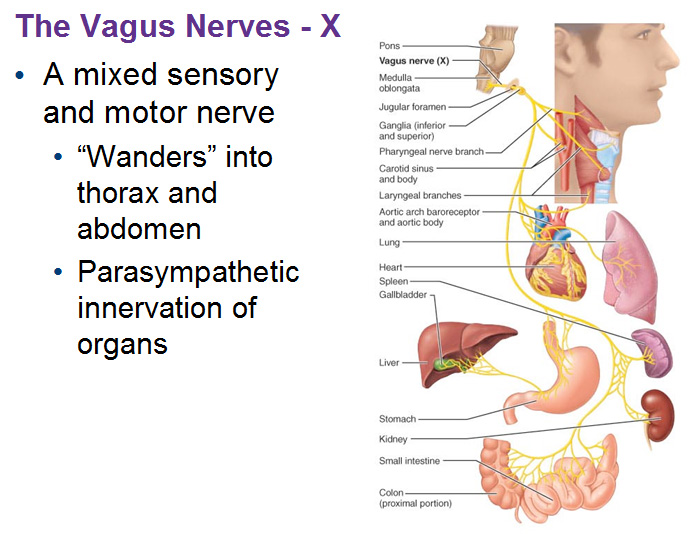 The Vagus Nerves - X
• A mixed sensory
and motor nerve
• “Wanders” into
thorax and
abdomen
• Parasympathetic
innervation of
organs
Pons
Vagus nerve (X)
Medulla
oblongata
Jugular foramen
Ganglia (inferior
and superior)
Pharyngeal nerve branch
Carotid sinus
and body
Laryngeal branches
Aortic arch baroreceptor
and aortic body
Lung
Heart
Spleen
Gallbladder
Liver
Stomach
Kidney
Small intestine
Colon
(proximal portion)